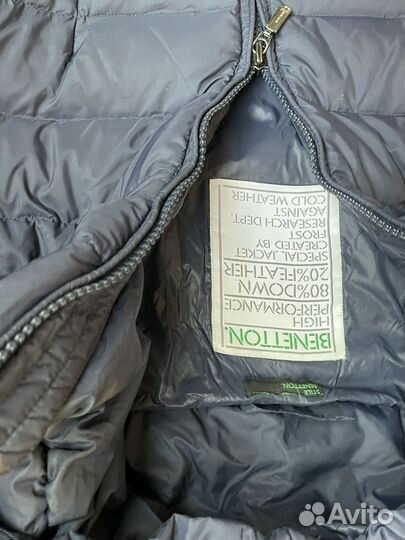 BENETTON.
HIGH
PERFORMANCE
80%DOWN
20%FEATHER
SPECIAL JACKET
CREATED BY
FROST
RESEARCH DEPT.
AGAINST
COLD WEATHER
STILE
BENETTON.
Avito